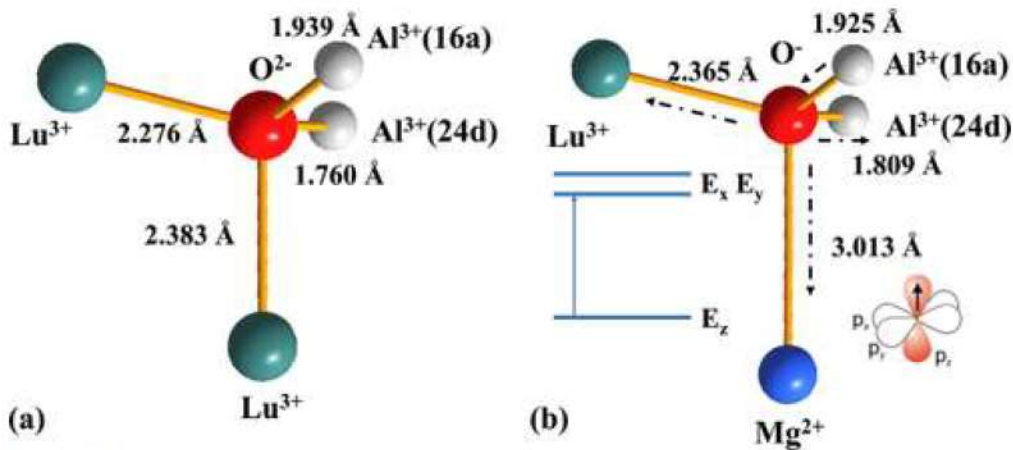 1.939 Å
Al³⁺(16a)
O²⁻
Lu³⁺
2.276 Å
Al³⁺(24d)
1.760 Å
2.383 Å
Lu³⁺
(a)
1.925 Å
O⁻
Al³⁺(16a)
2.365 Å
Lu³⁺
Al³⁺(24d)
1.809 Å
Eₓ Eᵧ
3.013 Å
E_z
pₓ
p_y
p_z
(b)
Mg²⁺